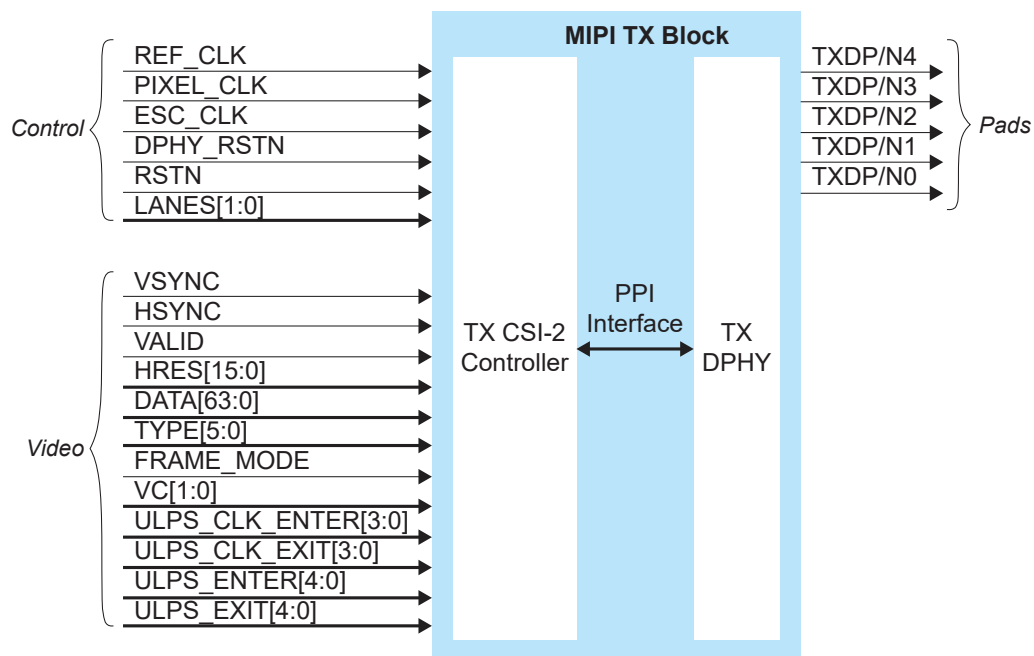 MIPI TX Block
REF_CLK
PIXEL_CLK
ESC_CLK
DPHY_RSTN
RSTN
LANES[1:0]
Control
VSYNC
HSYNC
VALID
HRES[15:0]
DATA[63:0]
TYPE[5:0]
FRAME_MODE
VC[1:0]
ULPS_CLK_ENTER[3:0]
ULPS_CLK_EXIT[3:0]
ULPS_ENTER[4:0]
ULPS_EXIT[4:0]
Video
TX CSI-2
Controller
PPI
Interface
TX
DPHY
TXDP/N4
TXDP/N3
TXDP/N2
TXDP/N1
TXDP/N0
Pads